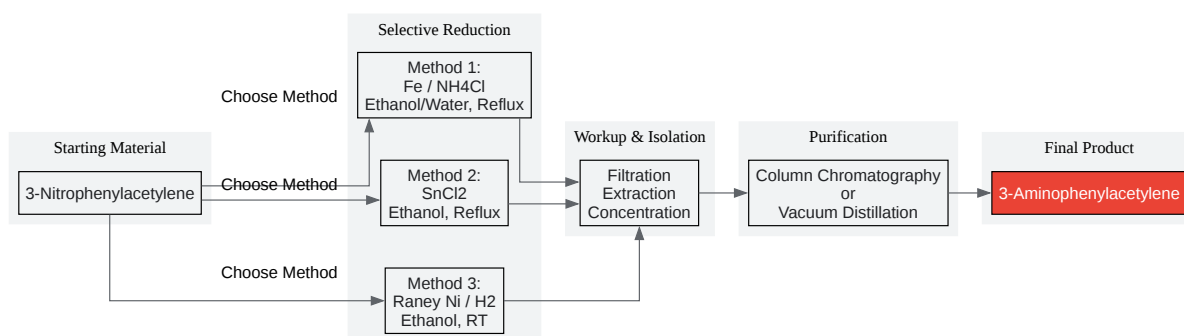 Selective Reduction
Method 1:
Fe / NH4Cl
Ethanol/Water, Reflux
Choose Method
Starting Material
3-Nitrophenylacetylene
Choose Method
Method 2:
SnCl2
Ethanol, Reflux
Choose Method
Method 3:
Raney Ni / H2
Ethanol, RT
Workup & Isolation
Filtration
Extraction
Concentration
Purification
Column Chromatography
or
Vacuum Distillation
Final Product
3-Aminophenylacetylene